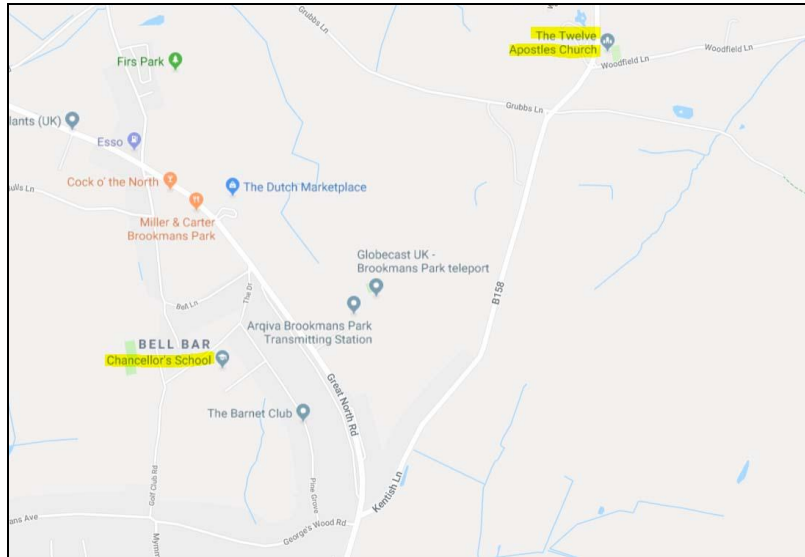 Grubbs Ln
W
The Twelve
Apostles Church
Woodfield Ln
Woodfield Ln
Firs Park
Grubbs Ln
lants (UK)
Esso
Cock o' the North
The Dutch Marketplace
Miller & Carter
Brookmans Park
Globecast UK -
Brookmans Park teleport
B158
Bell Ln
The Dr
Arqiva Brookmans Park
Transmitting Station
BELL BAR
Chancellor's School
Great North Rd
The Barnet Club
Kentish Ln
Golf Club Rd
Pine Grove
ans Ave
George's Wood Rd
Mymm